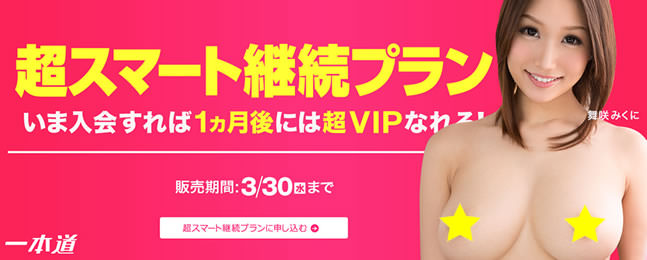 超スマート継続プラン
いま入会すれば1ヵ月後には超VIPなれる!
舞咲みくに
販売期間:3/30水まで
超スマート継続プランに申し込む
一本道